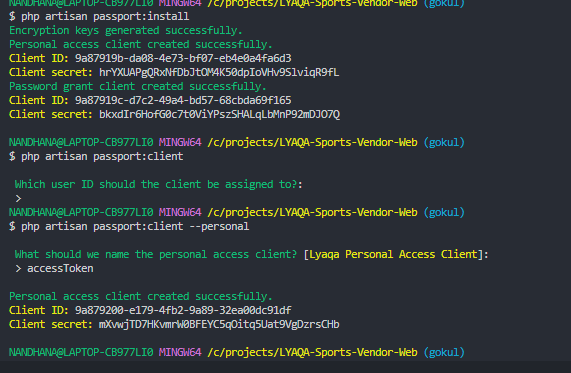 NANDHANA@LAPTOP-CB977LI0 MINGW64 /c/projects/LYAQA-Sports-Vendor-Web (gokul)
$ php artisan passport:install
Encryption keys generated successfully.
Personal access client created successfully.
Client ID: 9a87919b-da08-4e73-bf07-eb4e0a4fa6d3
Client secret: hrYXUAPgQRxNfDbJtOM4K50dpIoVHv9SlviqR9fL
Password grant client created successfully.
Client ID: 9a87919c-d7c2-49a4-bd57-68cbda69f165
Client secret: bkxdIr6HofG0c7t0ViYPszSHALqLbMnP92mDJO7Q
NANDHANA@LAPTOP-CB977LI0 MINGW64 /c/projects/LYAQA-Sports-Vendor-Web (gokul)
$ php artisan passport:client
Which user ID should the client be assigned to?:
>
NANDHANA@LAPTOP-CB977LI0 MINGW64 /c/projects/LYAQA-Sports-Vendor-Web (gokul)
$ php artisan passport:client --personal
What should we name the personal access client? [Lyaqa Personal Access Client]:
> accessToken
Personal access client created successfully.
Client ID: 9a879200-e179-4fb2-9a89-32ea00dc91df
Client secret: mXvwjTD7HKvmrW0BFEYC5qOitq5Uat9VgDzrsCHb
NANDHANA@LAPTOP-CB977LI0 MINGW64 /c/projects/LYAQA-Sports-Vendor-Web (gokul)